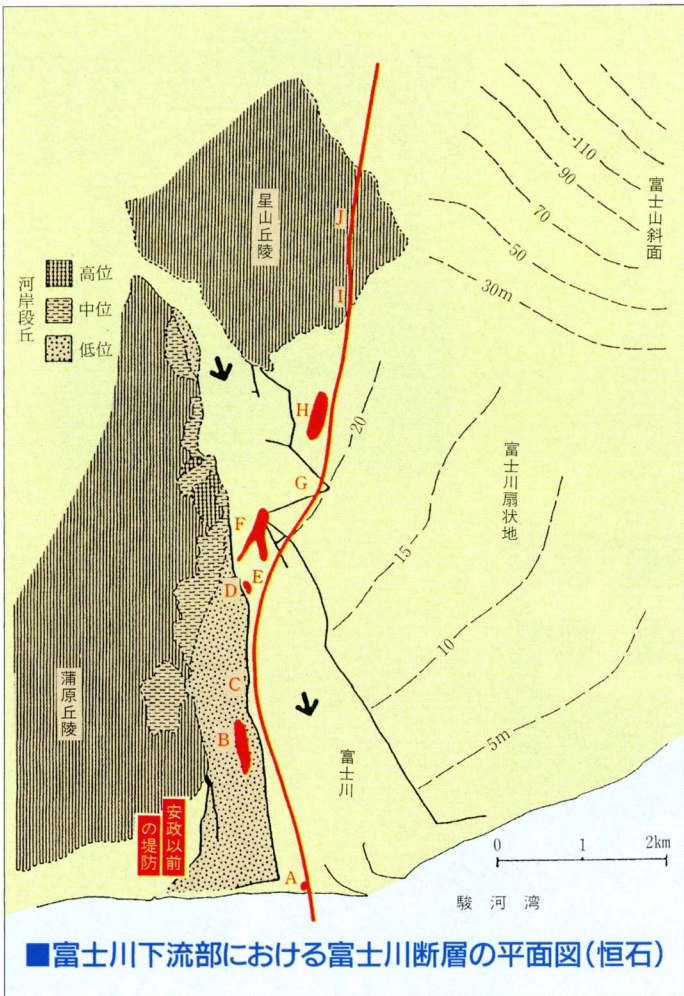 110
90
70
50
30m
富士山斜面
星山丘陵
J
I
河岸段丘
高位
中位
低位
H
20
G
F
E
D
富士川扇状地
15
10
5m
C
B
蒲原丘陵
富士川
安政以前
の堤防
A
0 1 2km
駿河湾
■富士川下流部における富士川断層の平面図(恒石)